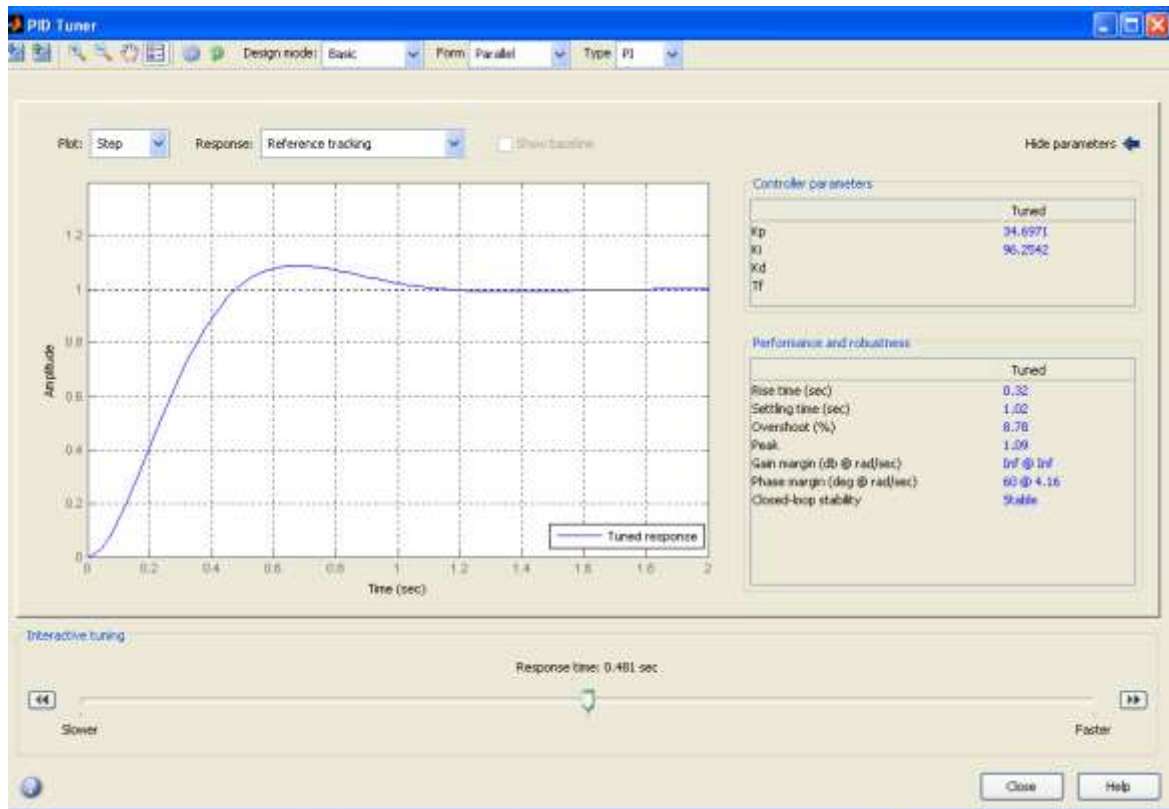 PID Tuner
Design mode: Basic Form Parallel Type PI
Plot: Step Response: Reference tracking Show baseline Hide parameters
Controller parameters
Tuned
Kp 34.6971
Ki 96.2542
Kd
Tf
Performance and robustness
Tuned
Rise time (sec) 0.32
Settling time (sec) 1.02
Overshoot (%) 8.78
Peak 1.09
Gain margin (db @ rad/sec) Inf @ Inf
Phase margin (deg @ rad/sec) 60 @ 4.16
Closed-loop stability Stable
Amplitude
1.2
1
0.8
0.6
0.4
0.2
0
0 0.2 0.4 0.6 0.8 1 1.2 1.4 1.6 1.8 2
Time (sec)
Tuned response
Interactive tuning
Response time: 0.481 sec
Slower Faster
Close Help